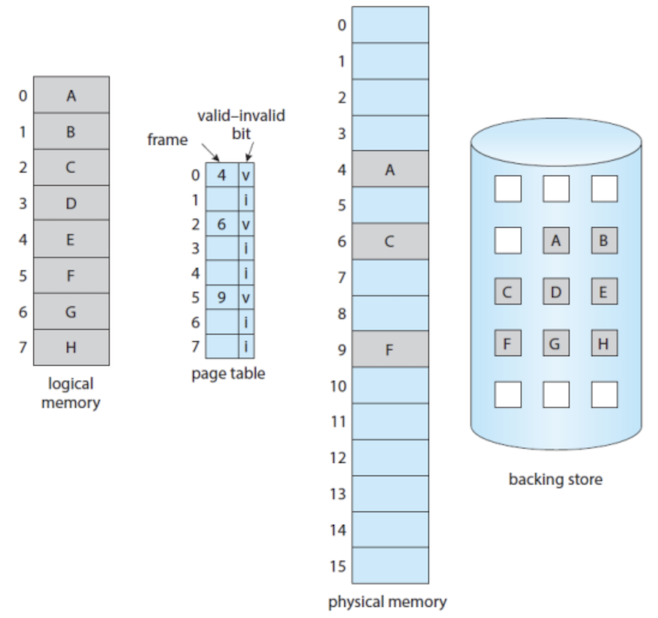 0 A
1 B
2 C
3 D
4 E
5 F
6 G
7 H
logical
memory
valid–invalid
bit
frame
0 4 v
1 i
2 6 v
3 i
4 i
5 9 v
6 i
7 i
page table
0
1
2
3
4 A
5
6 C
7
8
9 F
10
11
12
13
14
15
physical memory
A B
C D E
F G H
backing store